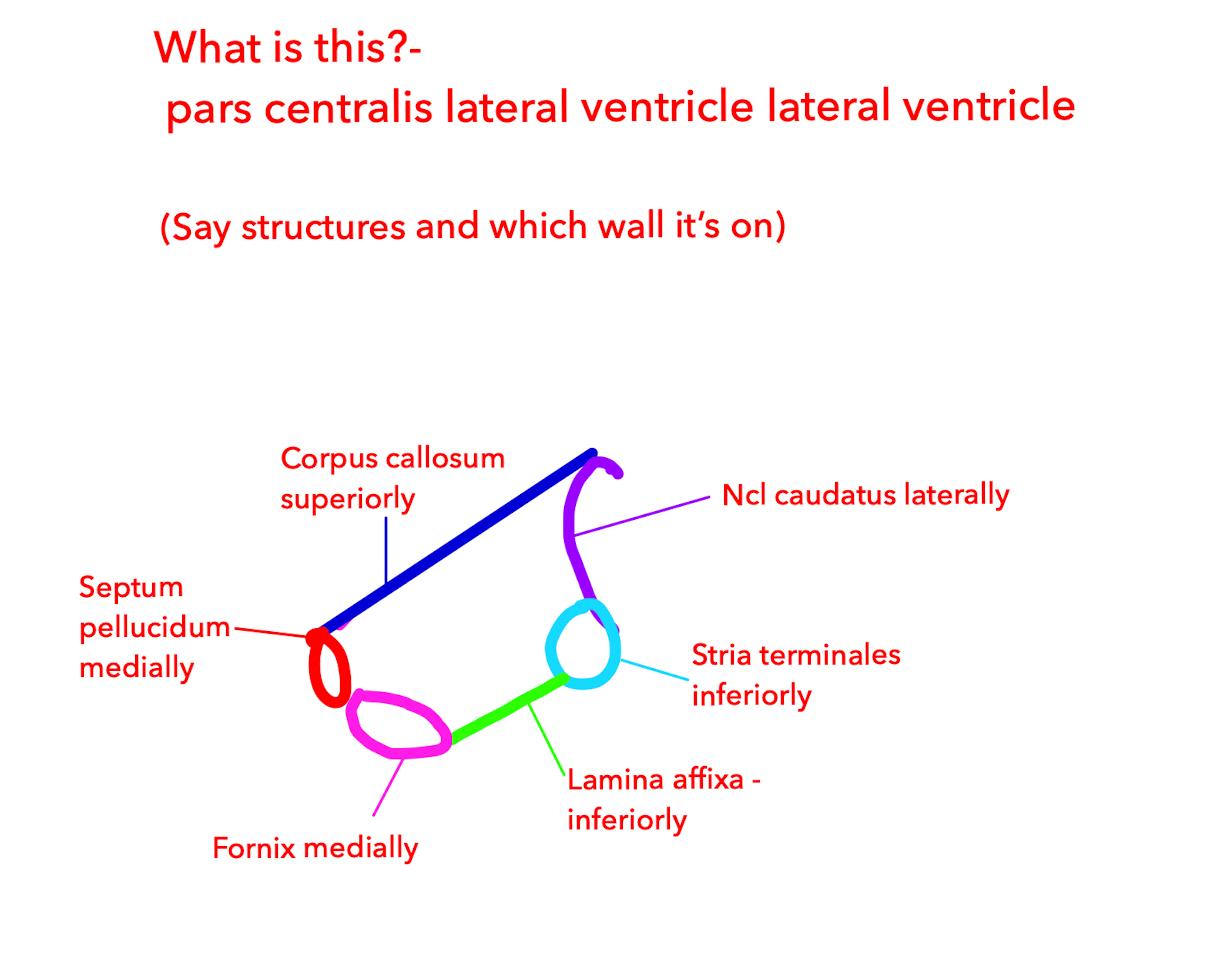 What is this?-
pars centralis lateral ventricle lateral ventricle
(Say structures and which wall it's on)
Corpus callosum
superiorly
Ncl caudatus laterally
Septum
pellucidum
medially
Stria terminales
inferiorly
Lamina affixa -
inferiorly
Fornix medially